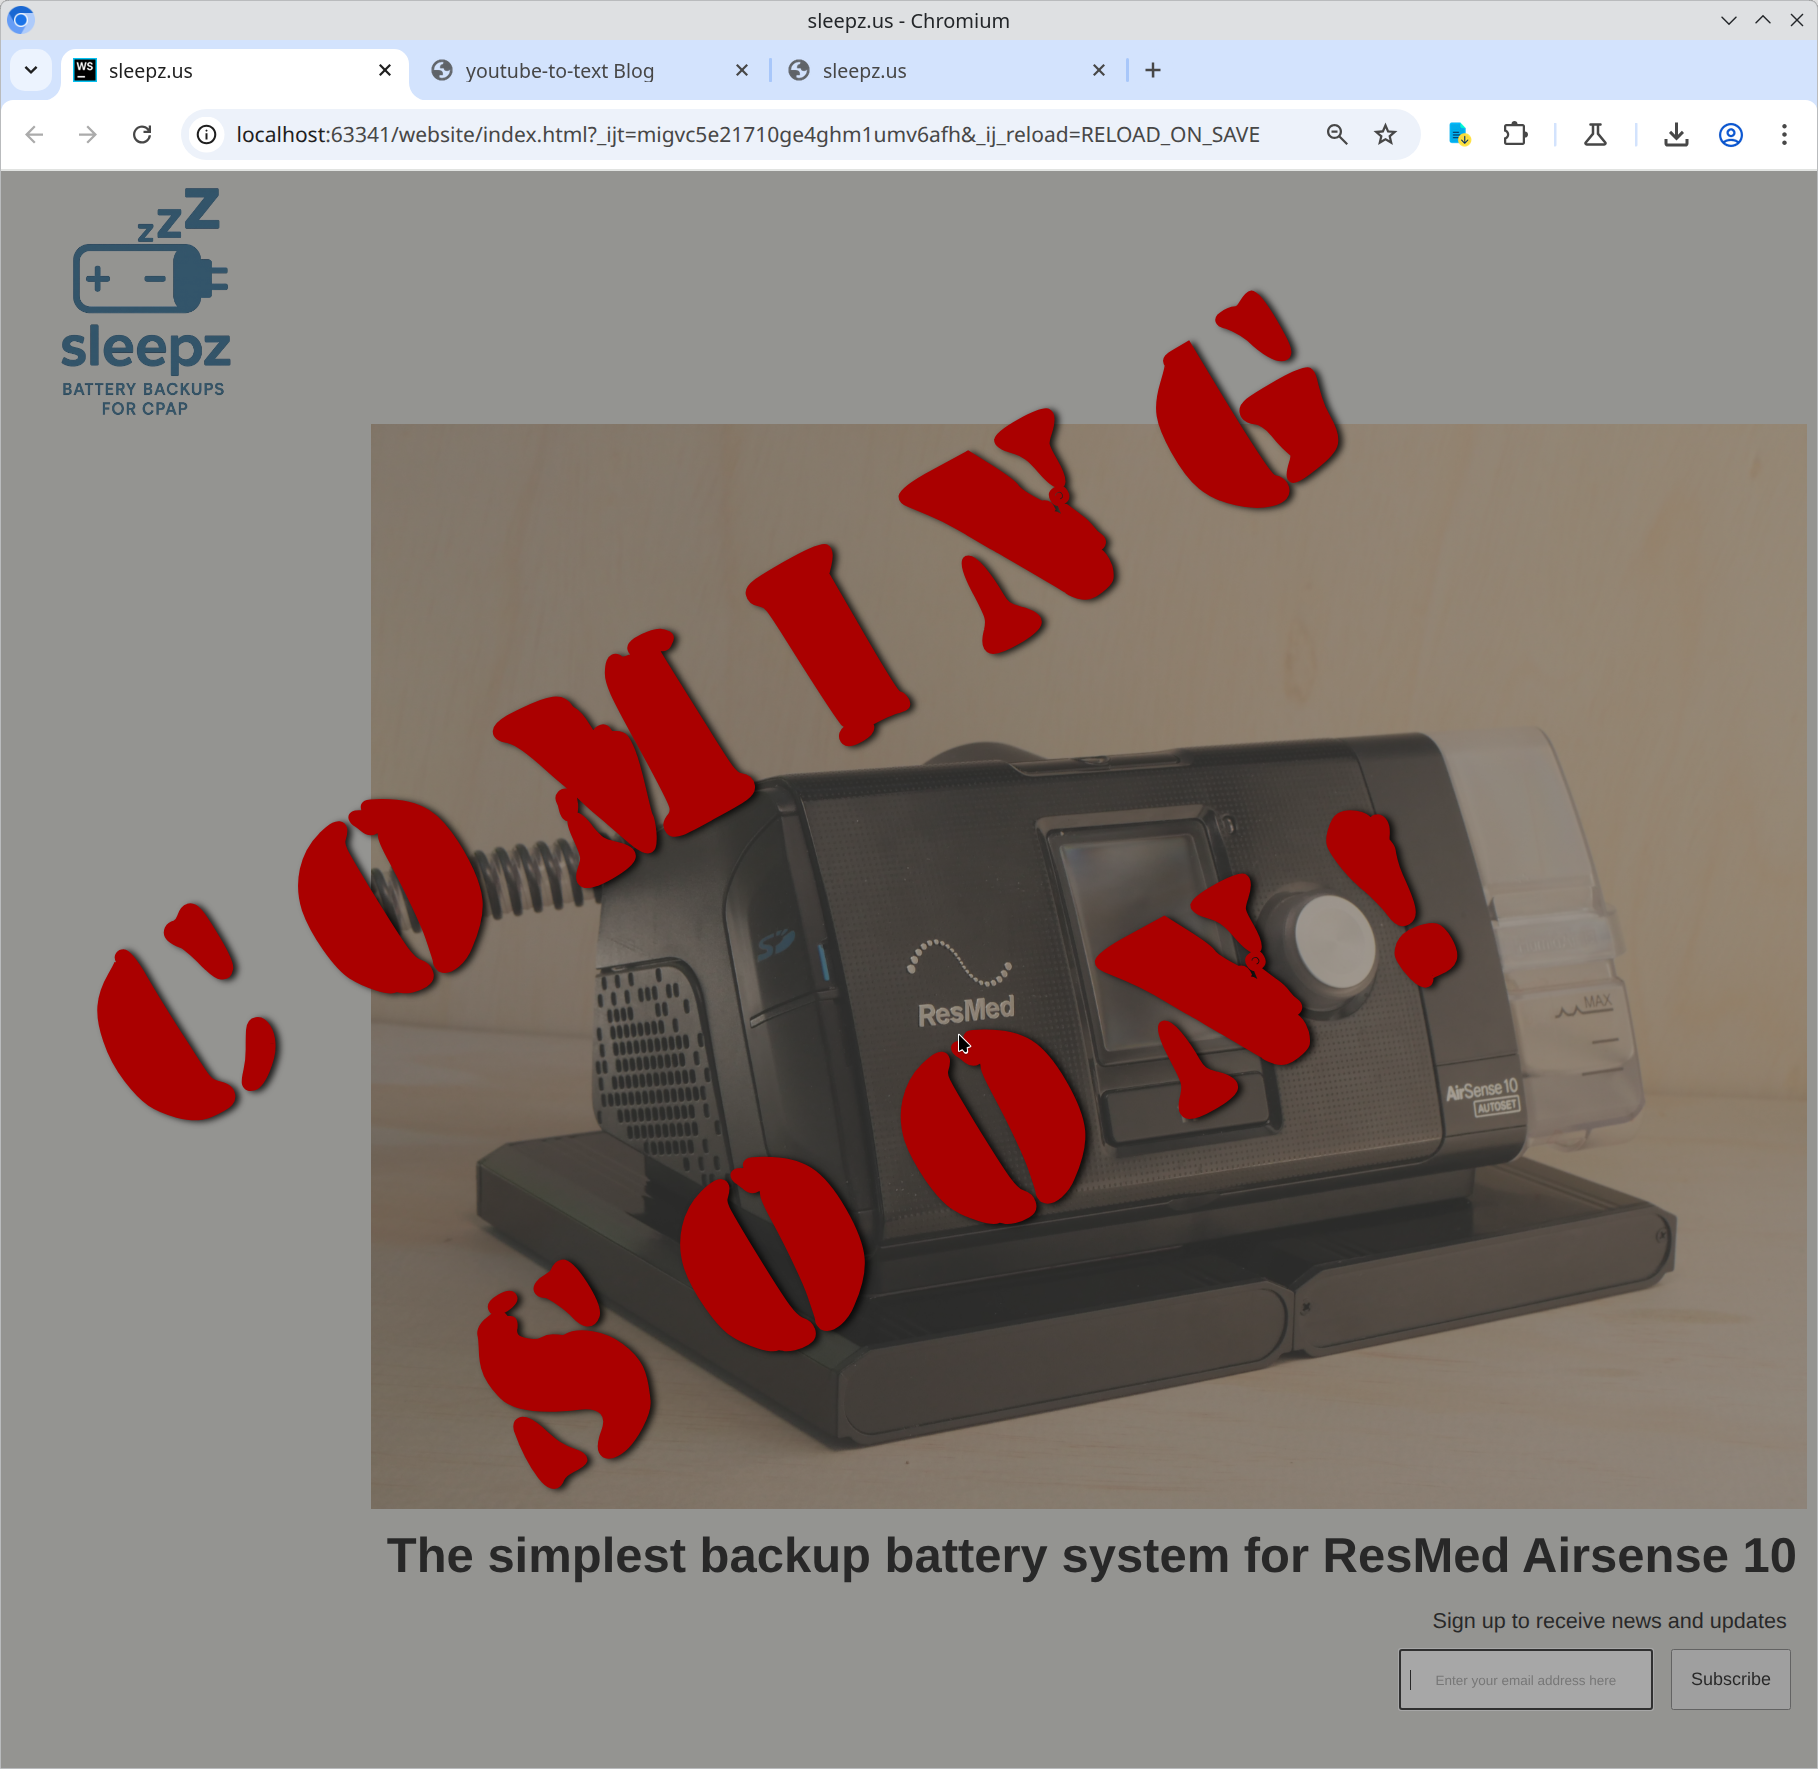 sleepz.us - Chromium
sleepz.us
youtube-to-text Blog
sleepz.us
localhost:63341/website/index.html?_ijt=migvc5e21710ge4ghm1umv6afh&_ij_reload=RELOAD_ON_SAVE
WS
z z Z
+ -
sleepz
BATTERY BACKUPS
FOR CPAP
COMING
SOON!
SD
ResMed
MAX
AirSense 10
AUTOSET
The simplest backup battery system for ResMed Airsense 10
Sign up to receive news and updates
Enter your email address here
Subscribe